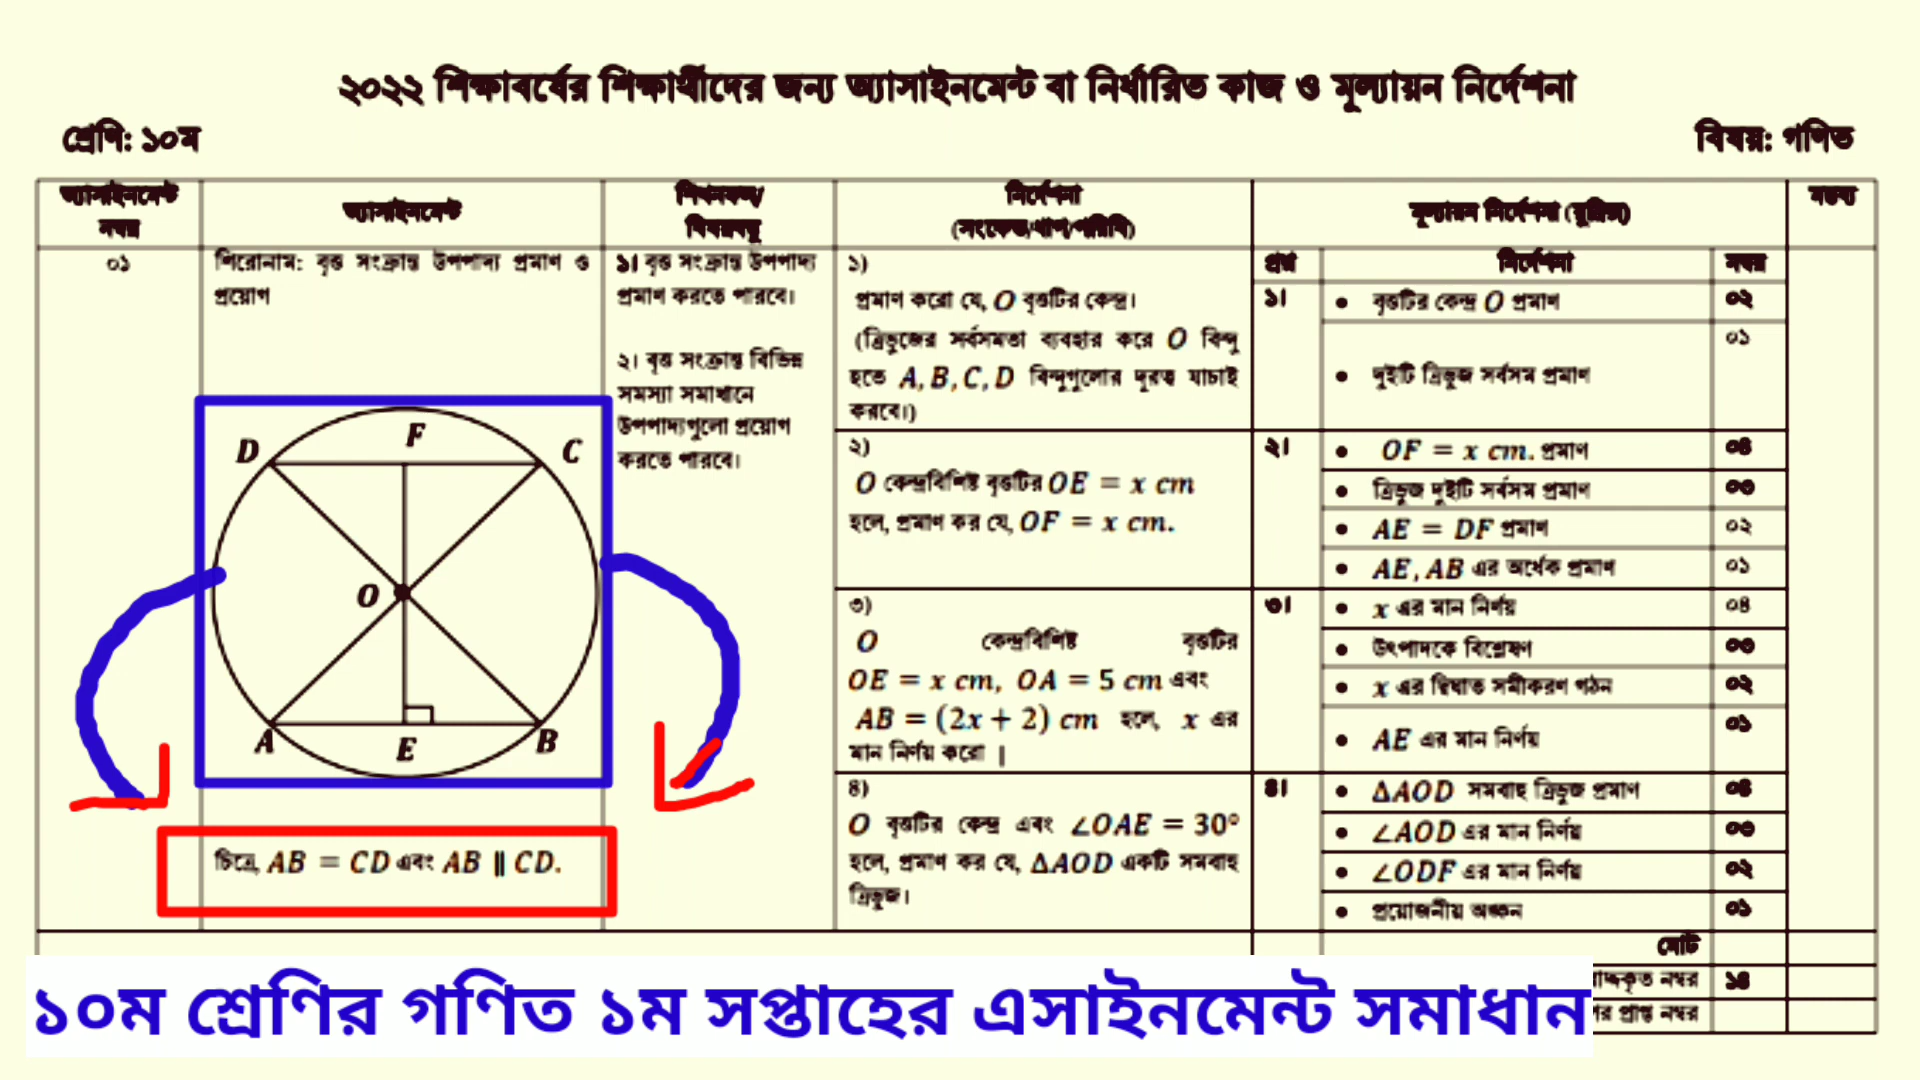 ২০২২ শিক্ষাবর্ষের শিক্ষার্থীদের জন্য অ্যাসাইনমেন্ট বা নির্ধারিত কাজ ও মূল্যায়ন নির্দেশনা
শ্রেণি: ১০ম
বিষয়: গণিত
অ্যাসাইনমেন্ট
নম্বর
অ্যাসাইনমেন্ট
শিখনফল/
বিষয়বস্তু
নির্দেশনা
(সংকেত/ধাপ/পরিধি)
মূল্যায়ন নির্দেশনা (রুব্রিক্স)
মন্তব্য
০১
শিরোনাম: বৃত্ত সংক্রান্ত উপপাদ্য প্রমাণ ও
প্রয়োগ
D
F
C
O
A
E
B
চিত্রে, AB = CD এবং AB ∥ CD.
১। বৃত্ত সংক্রান্ত উপপাদ্য
প্রমাণ করতে পারবে।
২। বৃত্ত সংক্রান্ত বিভিন্ন
সমস্যা সমাধানে
উপপাদ্যগুলো প্রয়োগ
করতে পারবে।
১)
প্রমাণ করো যে, O বৃত্তটির কেন্দ্র।
(ত্রিভুজের সর্বসমতা ব্যবহার করে O বিন্দু
হতে A, B, C, D বিন্দুগুলোর দূরত্ব যাচাই
করবে।)
২)
O কেন্দ্রবিশিষ্ট বৃত্তটির OE = x cm
হলে, প্রমাণ কর যে, OF = x cm.
৩)
O কেন্দ্রবিশিষ্ট বৃত্তটির
OE = x cm, OA = 5 cm এবং
AB = (2x + 2) cm হলে, x এর
মান নির্ণয় করো |
৪)
O বৃত্তটির কেন্দ্র এবং ∠OAE = 30°
হলে, প্রমাণ কর যে, ΔAOD একটি সমবাহু
ত্রিভুজ।
প্রশ্ন
নির্দেশনা
নম্বর
১।
• বৃত্তটির কেন্দ্র O প্রমাণ
০২
• দুইটি ত্রিভুজ সর্বসম প্রমাণ
০১
২।
• OF = x cm. প্রমাণ
০৪
• ত্রিভুজ দুইটি সর্বসম প্রমাণ
০৩
• AE = DF প্রমাণ
০২
• AE, AB এর অর্ধেক প্রমাণ
০১
৩।
• x এর মান নির্ণয়
০৪
• উৎপাদকে বিশ্লেষণ
০৩
• x এর দ্বিঘাত সমীকরণ গঠন
০২
• AE এর মান নির্ণয়
০১
৪।
• ΔAOD সমবাহু ত্রিভুজ প্রমাণ
০৪
• ∠AOD এর মান নির্ণয়
০৩
• ∠ODF এর মান নির্ণয়
০২
• প্রয়োজনীয় অঙ্কন
০১
মোট
নম্বর ১৪
প্রাপ্ত নম্বর
১০ম শ্রেণির গণিত ১ম সপ্তাহের এসাইনমেন্ট সমাধান